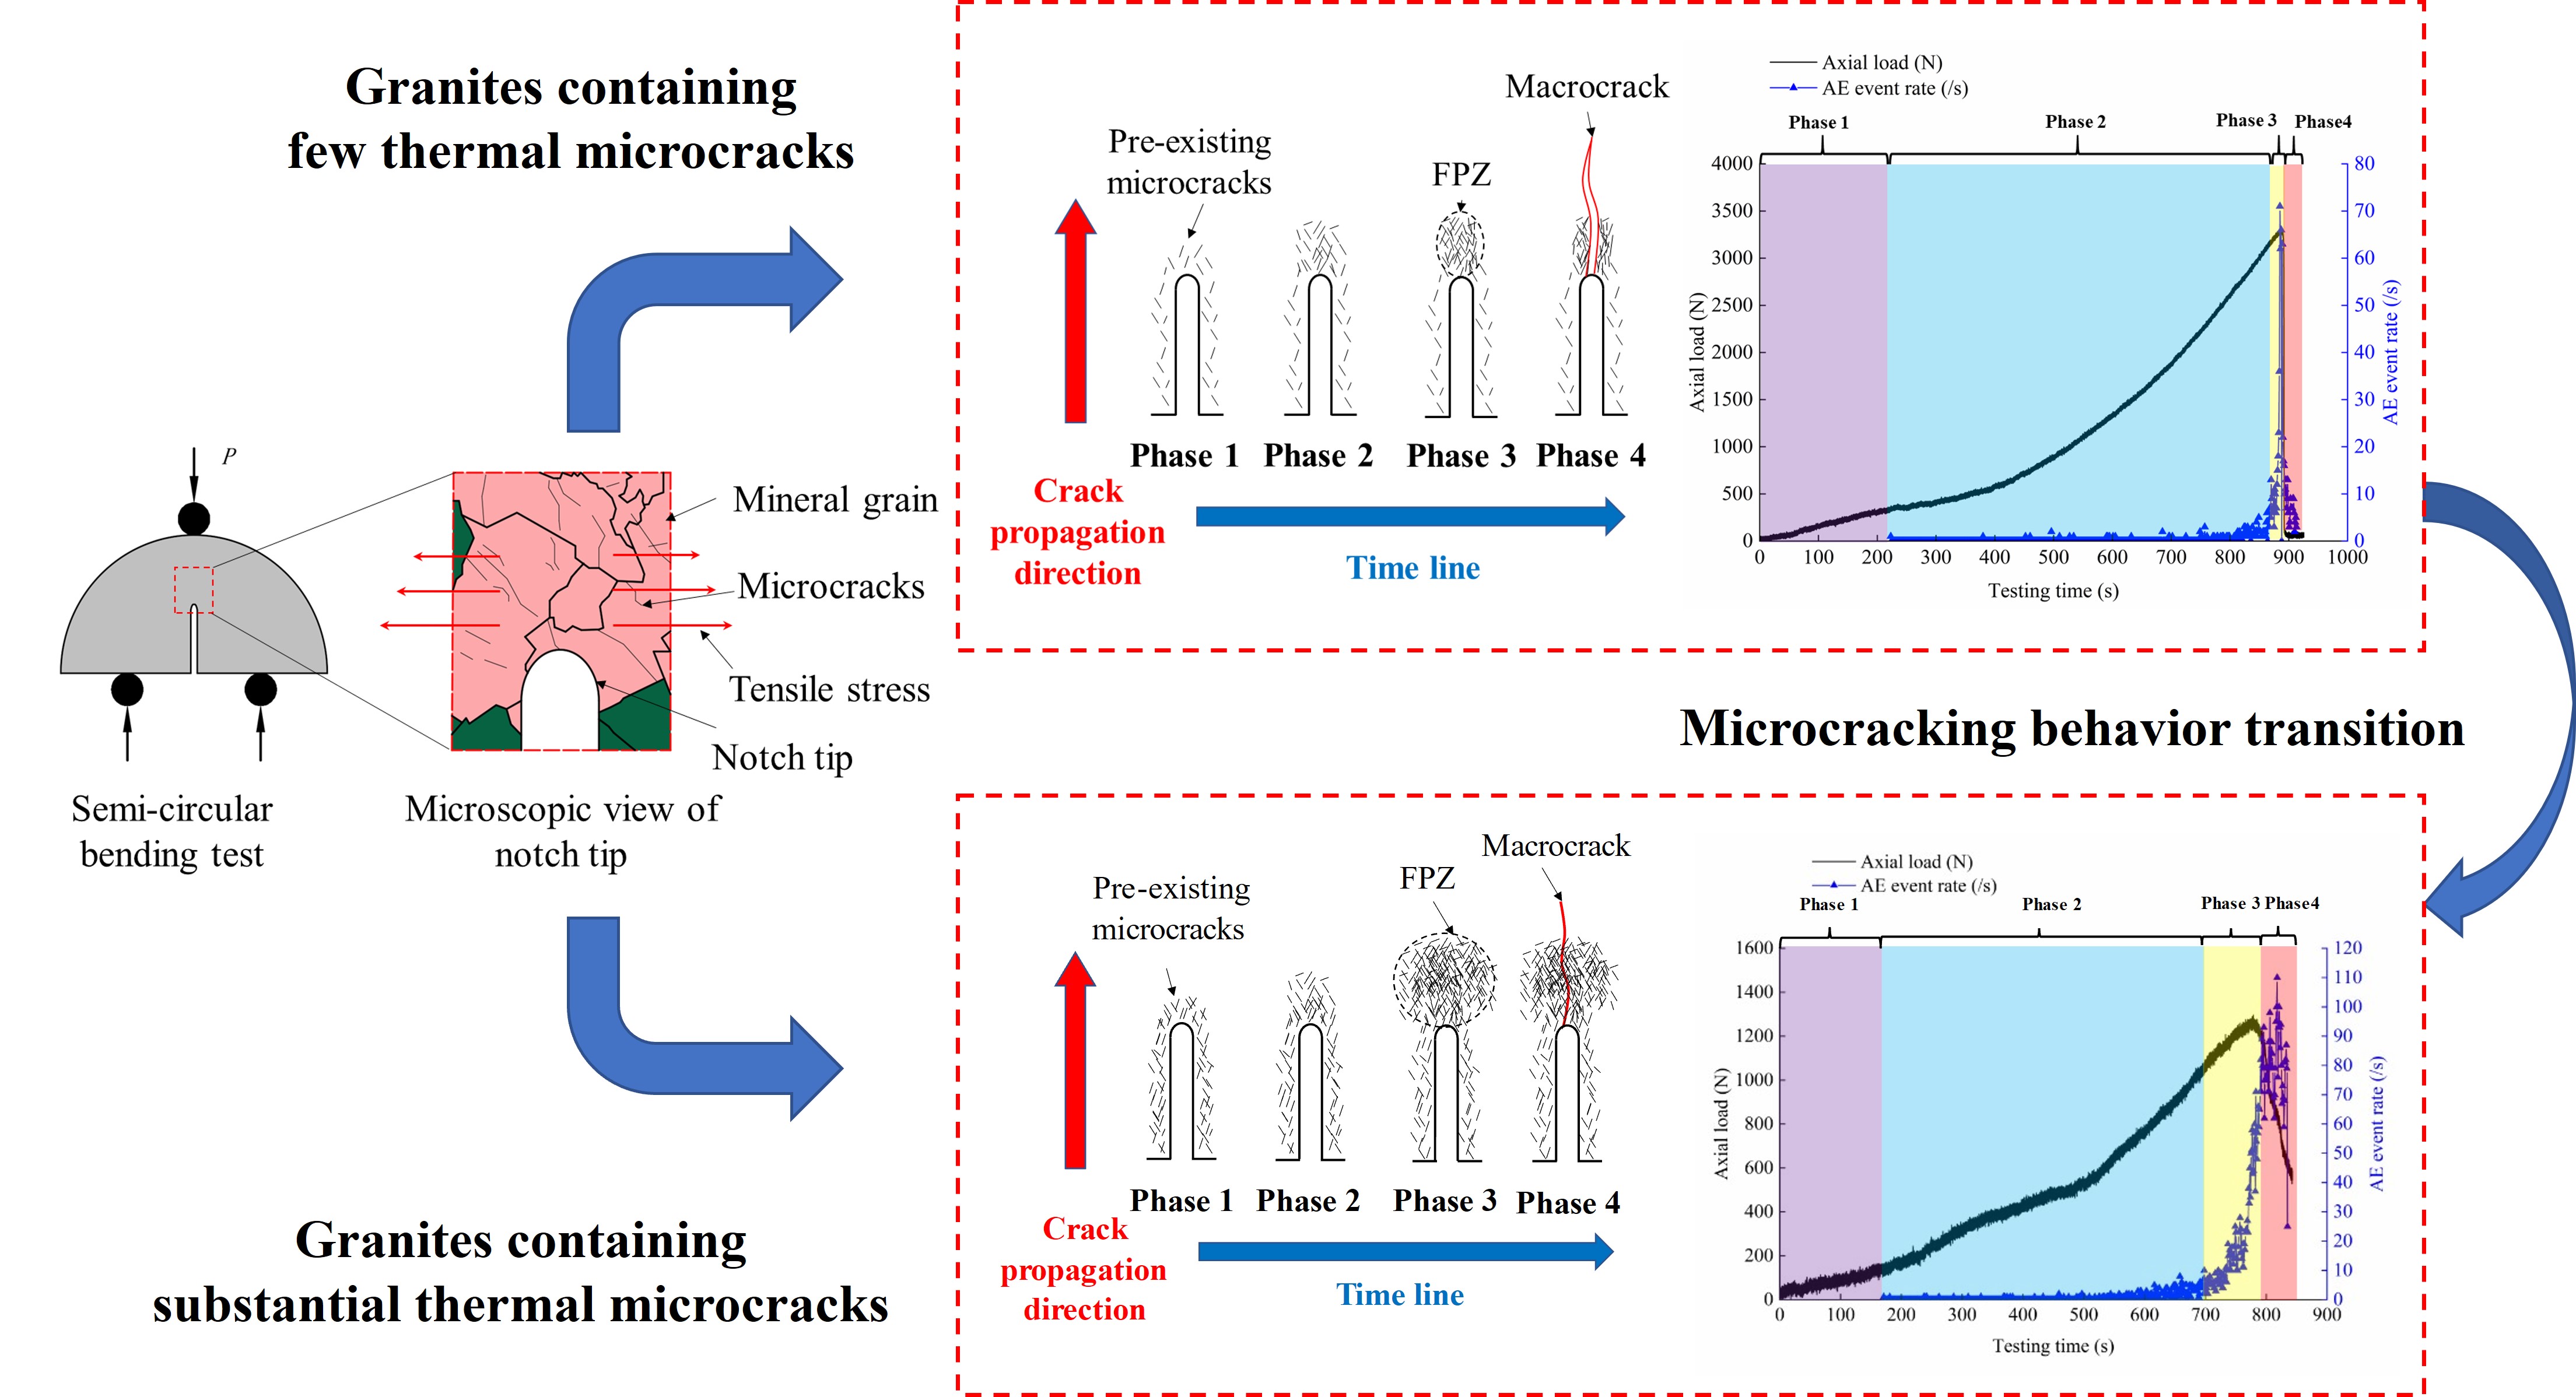 Granites containing
few thermal microcracks
P
Semi-circular
bending test
Mineral grain
Microcracks
Tensile stress
Notch tip
Microscopic view of
notch tip
Granites containing
substantial thermal microcracks
Pre-existing
microcracks
FPZ
Macrocrack
Phase 1
Phase 2
Phase 3
Phase 4
Crack
propagation
direction
Time line
Axial load (N)
AE event rate (/s)
Phase 1
Phase 2
Phase 3
Phase4
4000
3500
3000
2500
2000
1500
1000
500
0
Axial load (N)
80
70
60
50
40
30
20
10
0
AE event rate (/s)
0 100 200 300 400 500 600 700 800 900 1000
Testing time (s)
Microcracking behavior transition
Pre-existing
microcracks
FPZ
Macrocrack
Phase 1
Phase 2
Phase 3
Phase 4
Crack
propagation
direction
Time line
Axial load (N)
AE event rate (/s)
Phase 1
Phase 2
Phase 3
Phase4
1600
1400
1200
1000
800
600
400
200
0
Axial load (N)
120
110
100
90
80
70
60
50
40
30
20
10
0
AE event rate (/s)
0 100 200 300 400 500 600 700 800 900
Testing time (s)